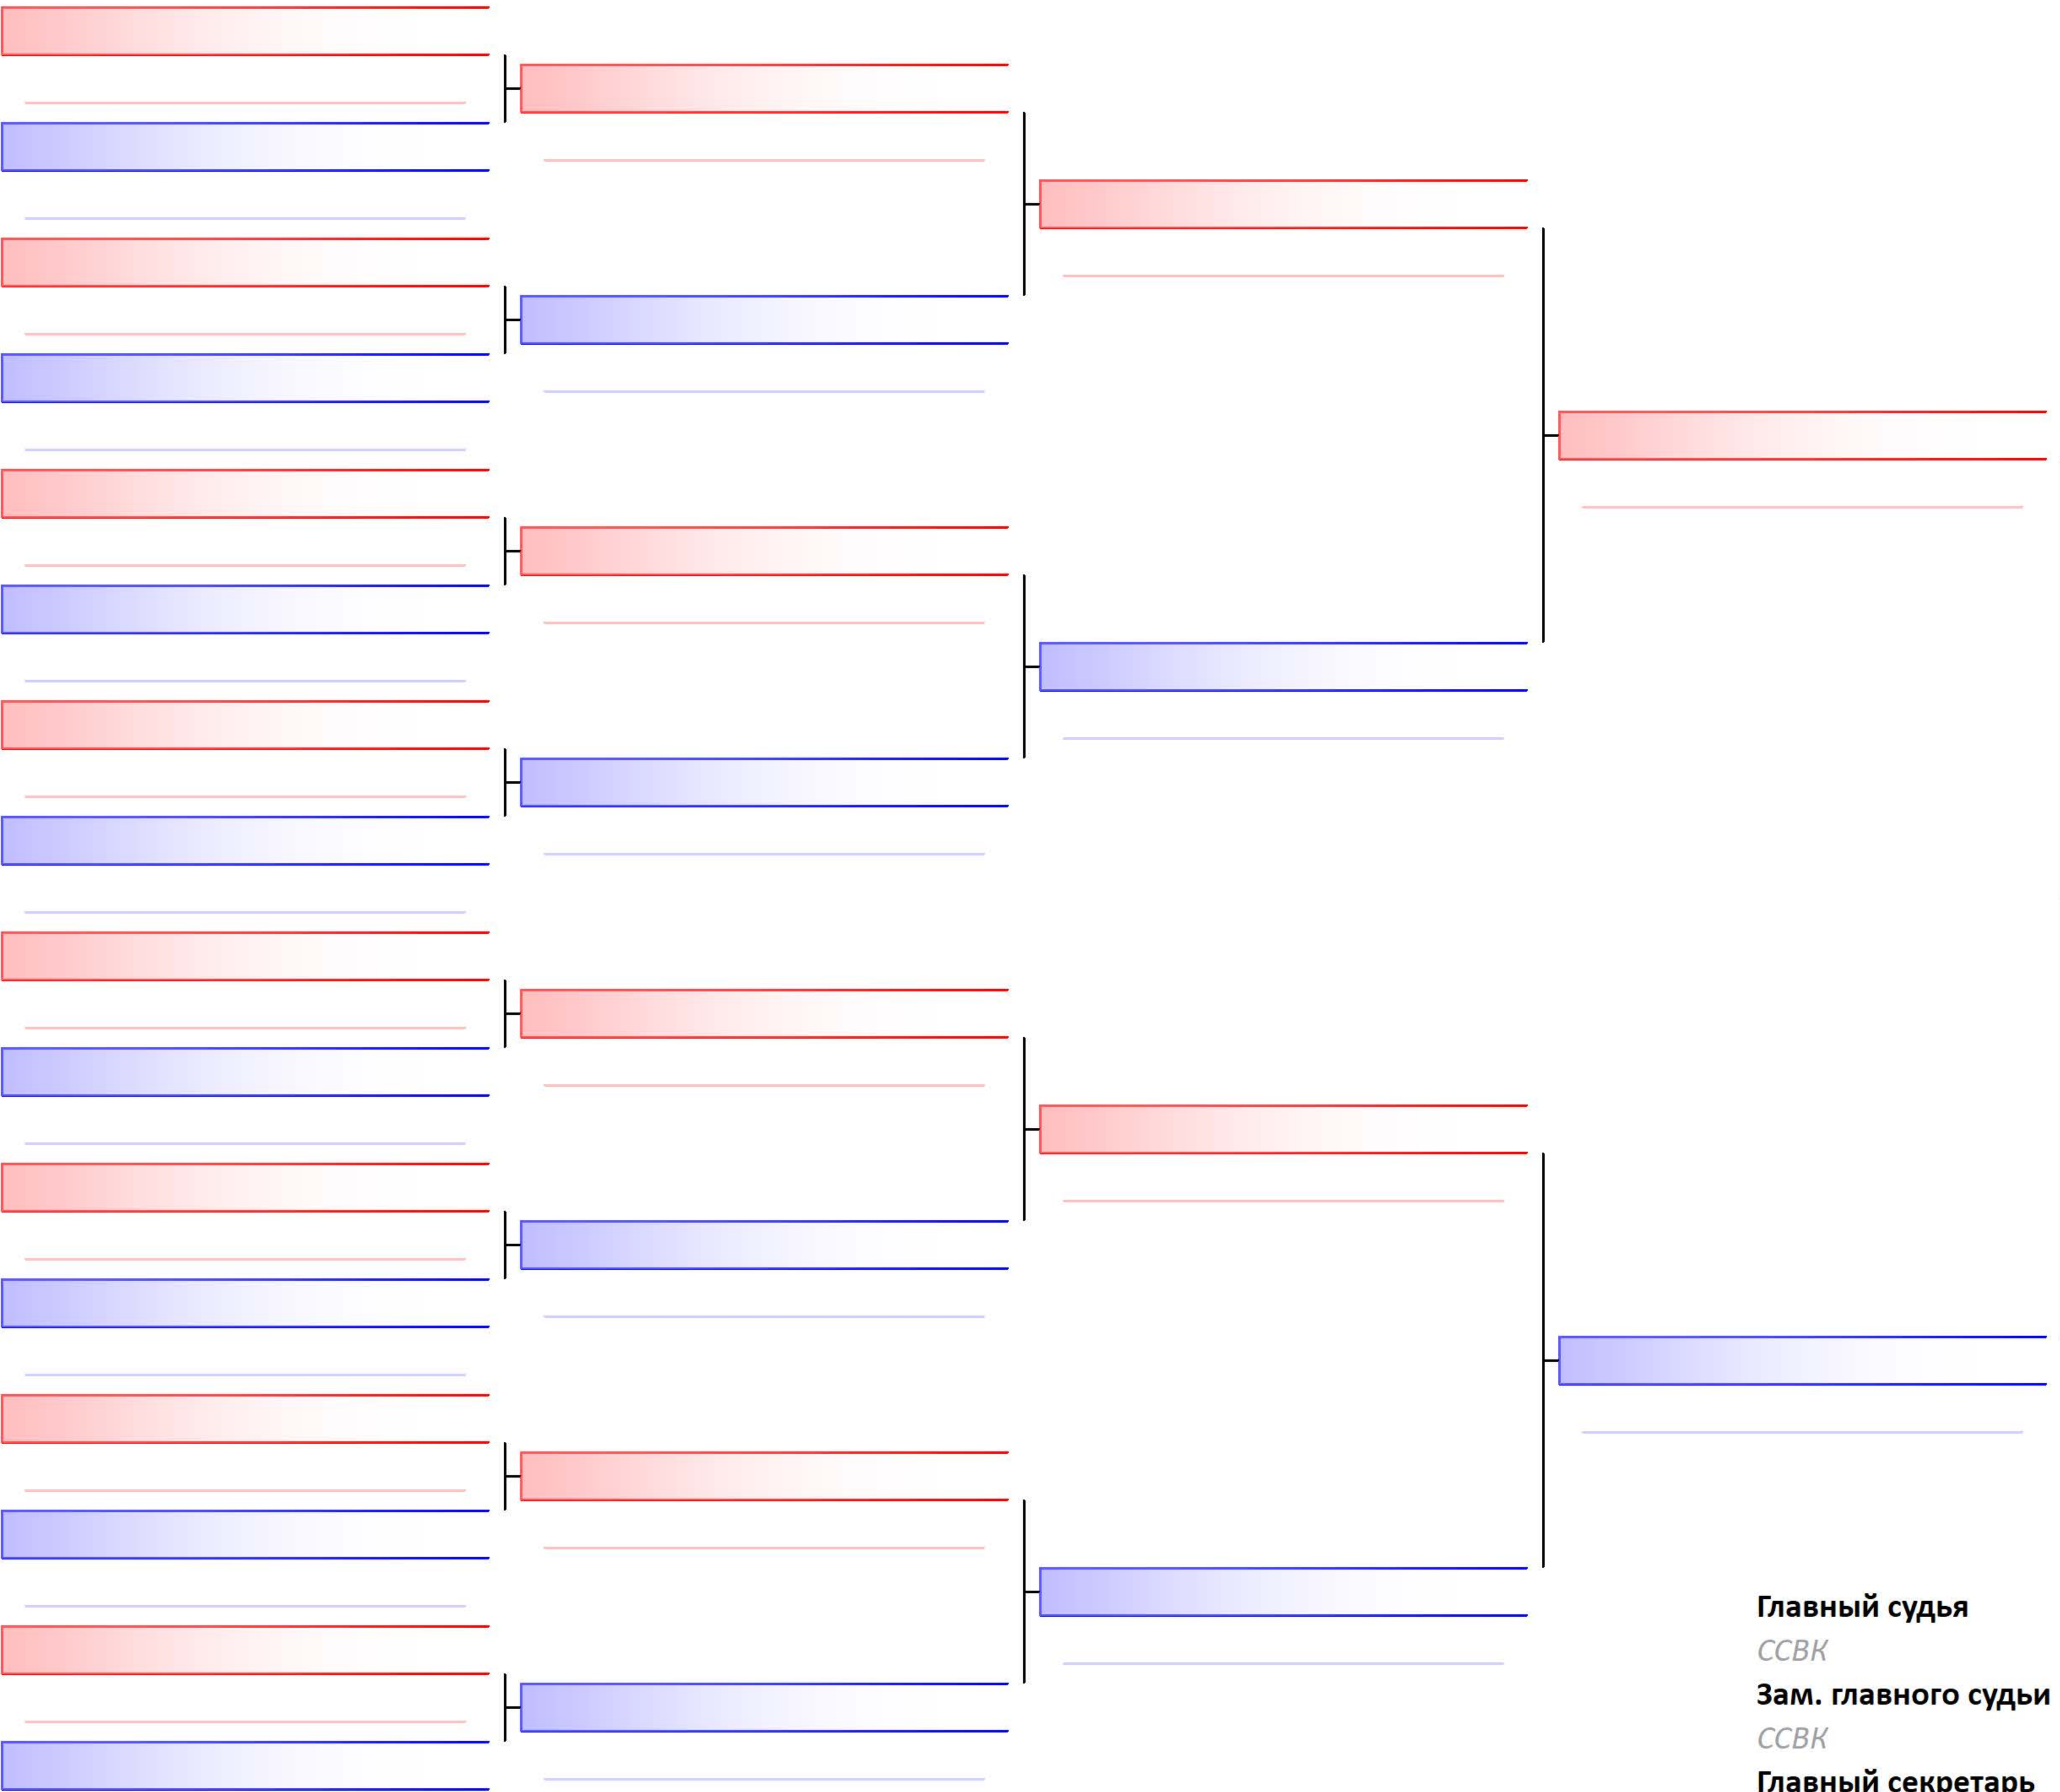 Главный судья
ССВК
Зам. главного судьи
ССВК
Главный секретарь